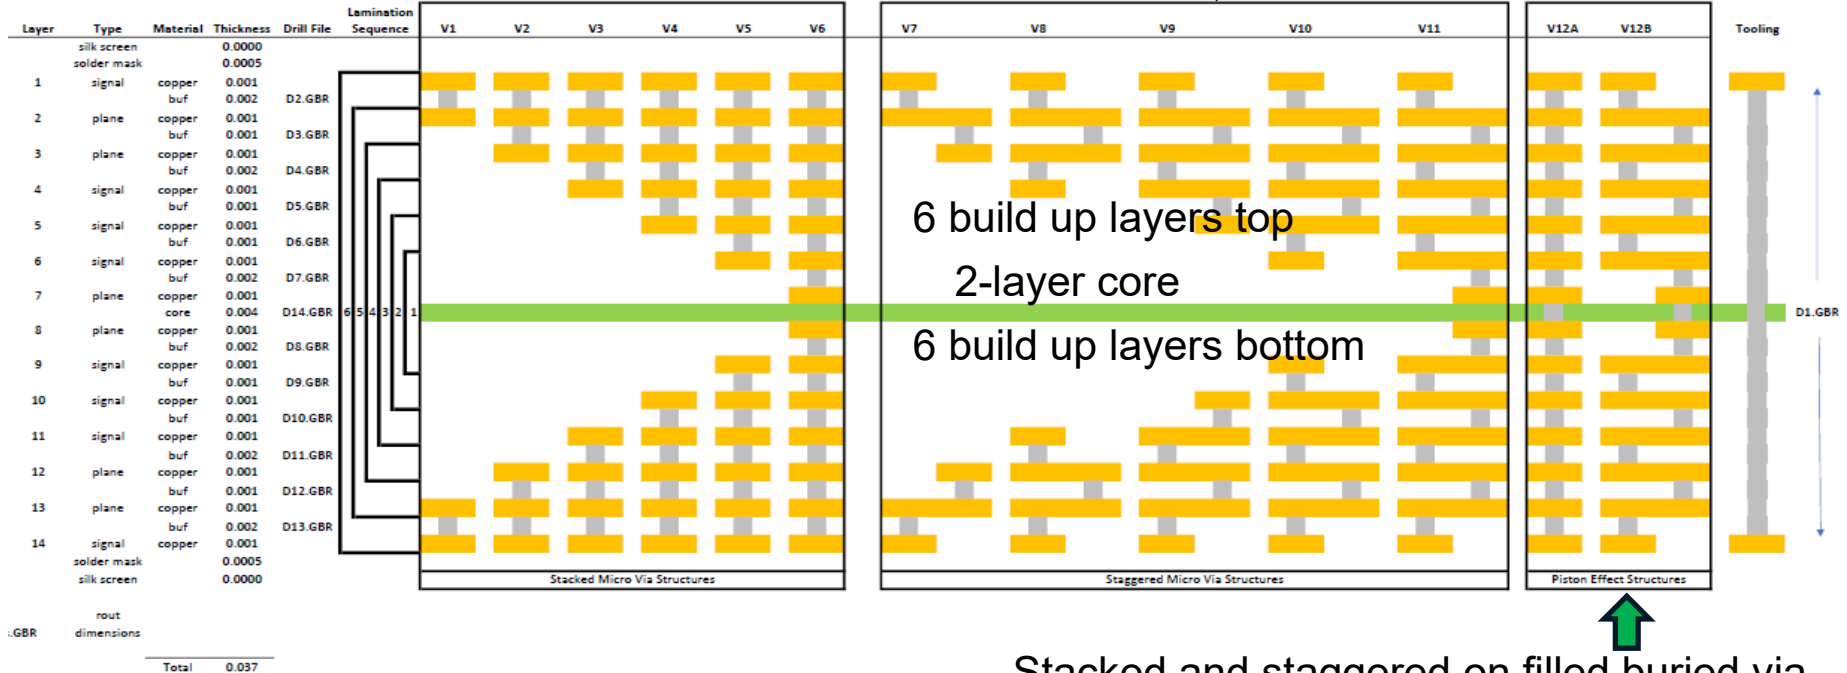 Layer Type Material Thickness Drill File Lamination Sequence V1 V2 V3 V4 V5 V6 V7 V8 V9 V10 V11 V12A V12B Tooling
silk screen 0.0000
solder mask 0.0005
1 signal copper 0.001
buf 0.002 D2.GBR
2 plane copper 0.001
buf 0.001 D3.GBR
3 plane copper 0.001
buf 0.002 D4.GBR
4 signal copper 0.001
buf 0.001 D5.GBR
5 signal copper 0.001
buf 0.001 D6.GBR
6 signal copper 0.001
buf 0.002 D7.GBR
7 plane copper 0.001
core 0.004 D14.GBR 6 5 4 3 2 1 D1.GBR
8 plane copper 0.001
buf 0.002 D8.GBR
9 signal copper 0.001
buf 0.001 D9.GBR
10 signal copper 0.001
buf 0.001 D10.GBR
11 signal copper 0.001
buf 0.002 D11.GBR
12 plane copper 0.001
buf 0.001 D12.GBR
13 plane copper 0.001
buf 0.002 D13.GBR
14 signal copper 0.001
solder mask 0.0005
silk screen 0.0000
6 build up layers top
2-layer core
6 build up layers bottom
Stacked Micro Via Structures Staggered Micro Via Structures Piston Effect Structures
rout
.GBR dimensions
Total 0.037
Stacked and staggered on filled buried via